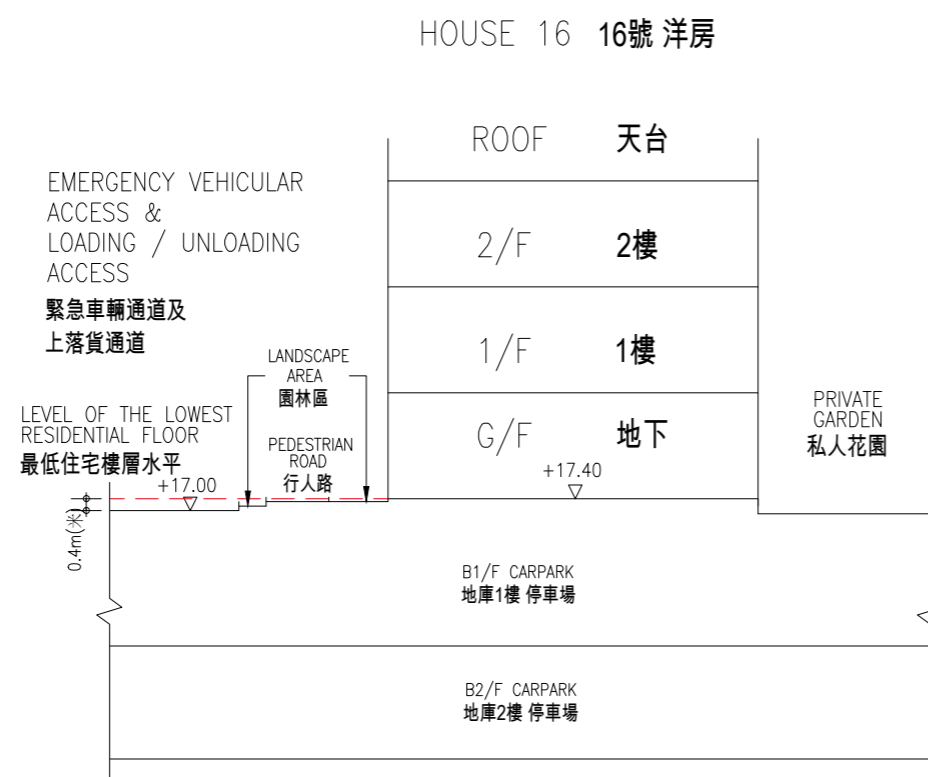 HOUSE 16 16號 洋房
ROOF 天台
EMERGENCY VEHICULAR
ACCESS &
LOADING / UNLOADING
ACCESS
緊急車輛通道及
上落貨通道
2/F 2樓
1/F 1樓
LANDSCAPE
AREA
園林區
LEVEL OF THE LOWEST
RESIDENTIAL FLOOR
最低住宅樓層水平
PEDESTRIAN
ROAD
行人路
G/F 地下
PRIVATE
GARDEN
私人花園
+17.00
+17.40
0.4m(米)
B1/F CARPARK
地庫1樓 停車場
B2/F CARPARK
地庫2樓 停車場